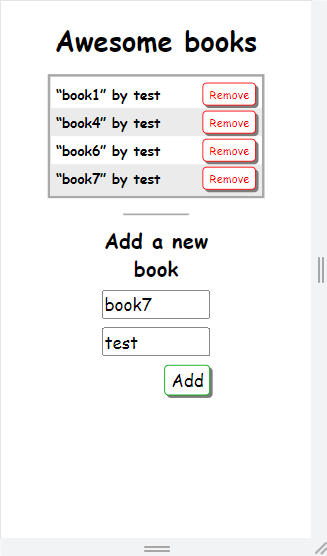 Awesome books
“book1” by test Remove
“book4” by test Remove
“book6” by test Remove
“book7” by test Remove
Add a new
book
book7
test
Add